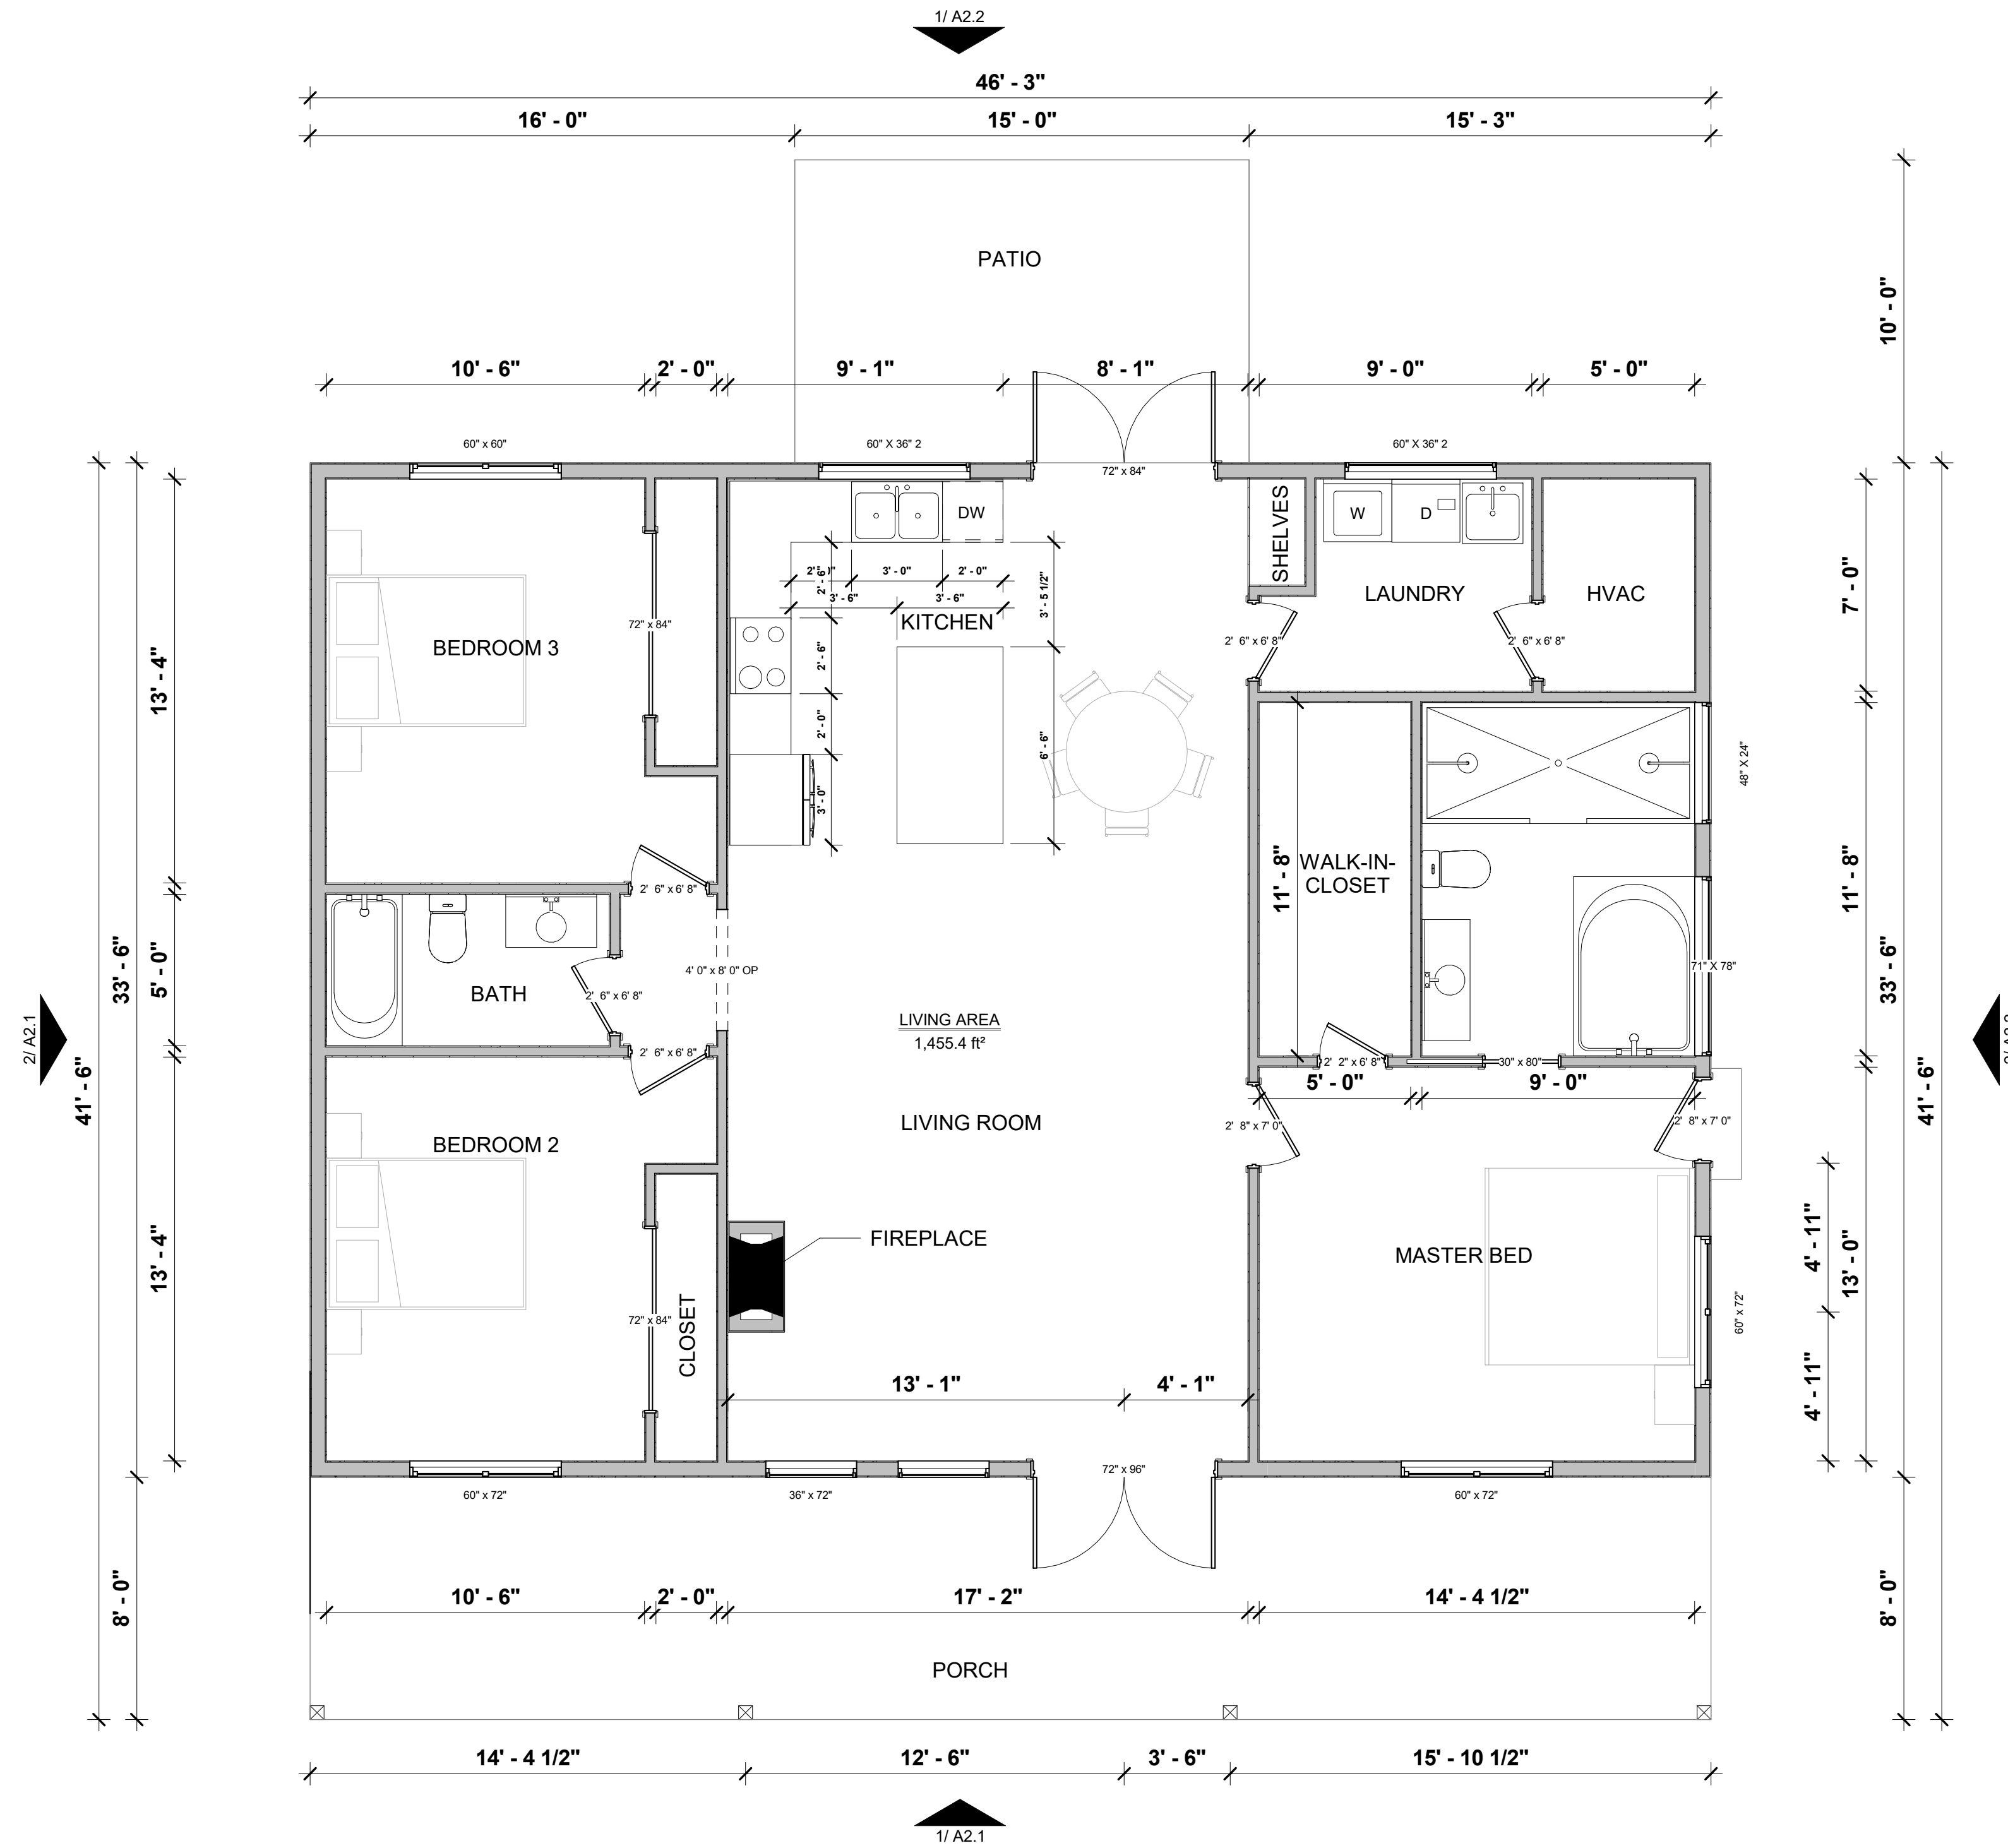 1/ A2.2
46' - 3"
16' - 0"
15' - 0"
15' - 3"
PATIO
10' - 0"
10' - 6"
2' - 0"
9' - 1"
8' - 1"
9' - 0"
5' - 0"
60" x 60"
60" X 36" 2
72" x 84"
60" X 36" 2
DW
SHELVES
W
D
3' - 0"
2' - 0"
2' - 6"
3' - 6"
3' - 6"
3' - 5 1/2"
KITCHEN
LAUNDRY
HVAC
7' - 0"
BEDROOM 3
72" x 84"
2' 6" x 6' 8"
2' 6" x 6' 8"
13' - 4"
2' - 6"
2' - 0"
3' - 0"
6' - 6"
48" X 24"
WALK-IN-
CLOSET
11' - 8"
11' - 8"
2' 6" x 6' 8"
5' - 0"
33' - 6"
41' - 6"
BATH
2' 6" x 6' 8"
4' 0" x 8' 0" OP
71" X 78"
33' - 6"
41' - 6"
2/ A2.1
LIVING AREA
1,455.4 ft²
2' 6" x 6' 8"
2' 2" x 6' 8"
30" x 80"
5' - 0"
9' - 0"
BEDROOM 2
LIVING ROOM
2' 8" x 7' 0"
2' 8" x 7' 0"
13' - 4"
FIREPLACE
MASTER BED
4' - 11"
13' - 0"
72" x 84"
CLOSET
60" x 72"
4' - 11"
13' - 1"
4' - 1"
60" x 72"
36" x 72"
72" x 96"
60" x 72"
8' - 0"
8' - 0"
10' - 6"
2' - 0"
17' - 2"
14' - 4 1/2"
PORCH
14' - 4 1/2"
12' - 6"
3' - 6"
15' - 10 1/2"
1/ A2.1